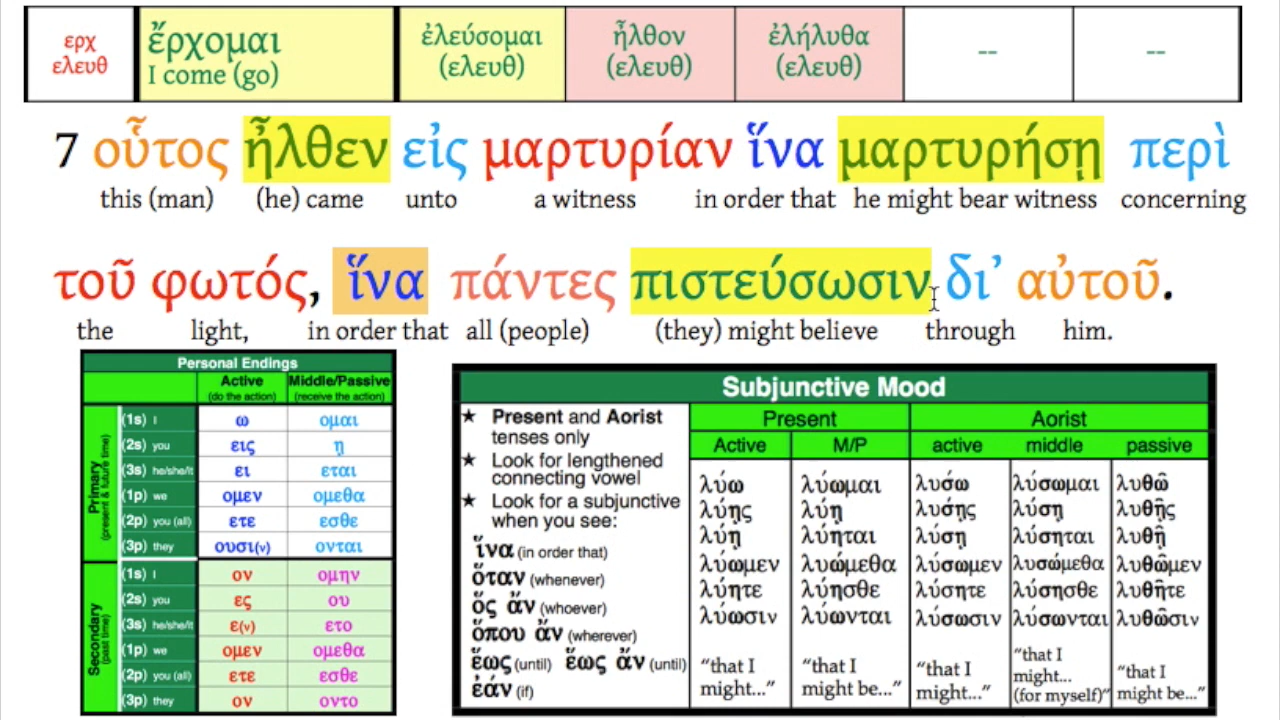 ερχ ἔρχομαι ἐλεύσομαι ἦλθον ἐλήλυθα -- --
ελευθ I come (go) (ελευθ) (ελευθ) (ελευθ)
7 οὗτος ἦλθεν εἰς μαρτυρίαν ἵνα μαρτυρήσῃ περὶ
this (man) (he) came unto a witness in order that he might bear witness concerning
τοῦ φωτός, ἵνα πάντες πιστεύσωσιν δι’ αὐτοῦ.
the light, in order that all (people) (they) might believe through him.
Personal Endings
Active Middle/Passive
(do the action) (receive the action)
Primary
(present & future time)
(1s) I ω ομαι
(2s) you εις ῃ
(3s) he/she/it ει εται
(1p) we ομεν ομεθα
(2p) you (all) ετε εσθε
(3p) they ουσι(ν) ονται
Secondary
(past time)
(1s) I ον ομην
(2s) you ες ου
(3s) he/she/it ε(ν) ετο
(1p) we ομεν ομεθα
(2p) you (all) ετε εσθε
(3p) they ον οντο
Subjunctive Mood
★ Present and Aorist
tenses only
★ Look for lengthened
connecting vowel
★ Look for a subjunctive
when you see:
ἵνα (in order that)
ὅταν (whenever)
ὅς ἄν (whoever)
ὅπου ἄν (wherever)
ἕως (until) ἕως ἄν (until)
ἐάν (if)
Present Aorist
Active M/P active middle passive
λύω λύωμαι λύσω λύσωμαι λυθῶ
λύῃς λύῃ λύσῃς λύσῃ λυθῇς
λύῃ λύηται λύσῃ λύσηται λυθῇ
λύωμεν λυώμεθα λύσωμεν λυσώμεθα λυθῶμεν
λύητε λύησθε λύσητε λύσησθε λυθῆτε
λύωσιν λύωνται λύσωσιν λύσωνται λυθῶσιν
“that I
might...”
“that I
might be...”
“that I
might...”
“that I
might...
(for myself)”
“that I
might be...”